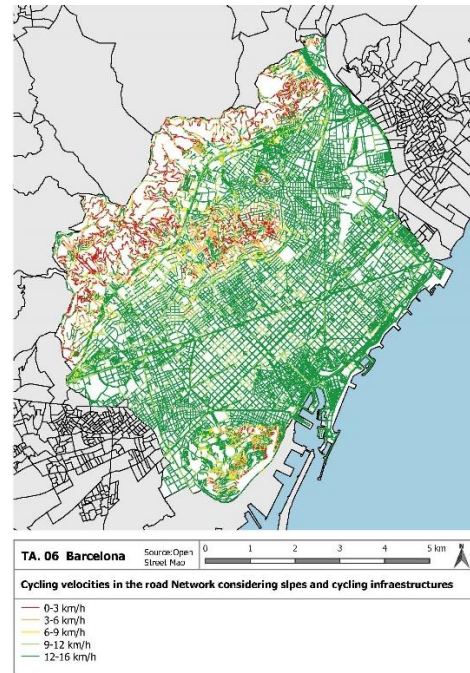 TA. 06 Barcelona
Source:Open
Street Map
0 1 2 3 4 5 km
N
Cycling velocities in the road Network considering slpes and cycling infraestructures
0-3 km/h
3-6 km/h
6-9 km/h
9-12 km/h
12-16 km/h